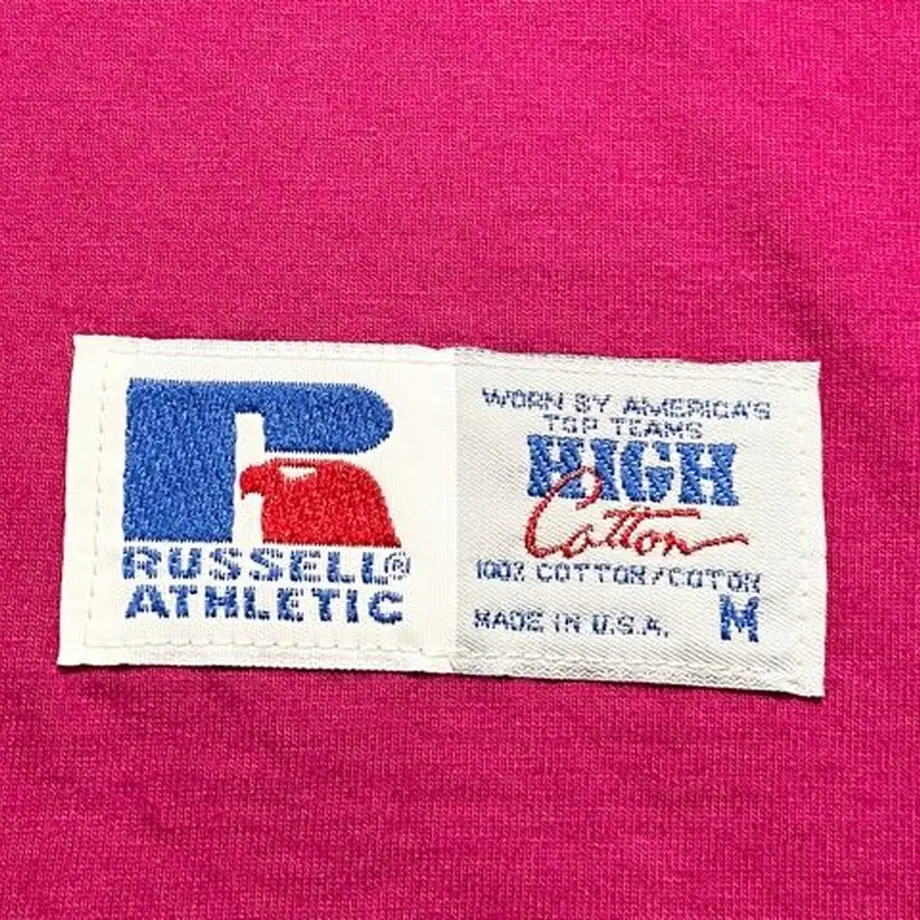 RUSSELL®
ATHLETIC
WORN BY AMERICA'S
TOP TEAMS
HIGH
Cotton
100% COTTON/COTON
MADE IN U.S.A.
M